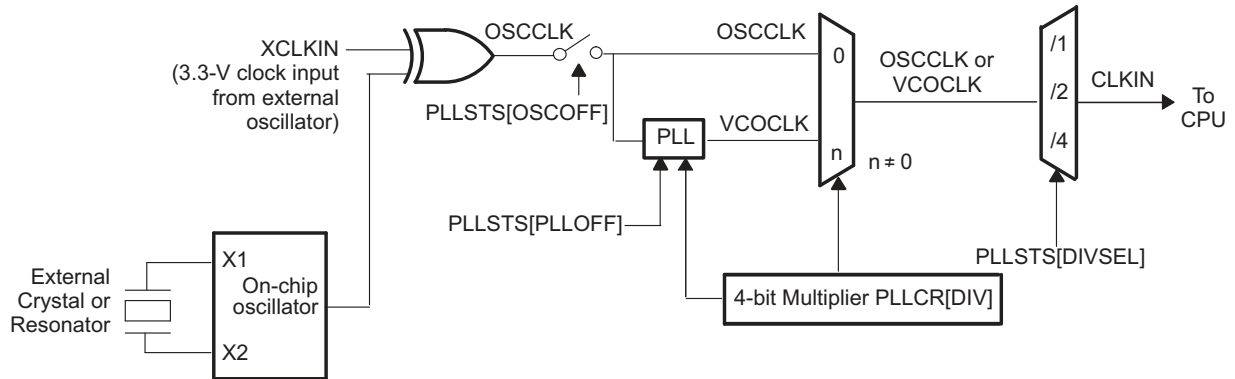 XCLKIN
(3.3-V clock input
from external
oscillator)
OSCCLK
PLLSTS[OSCOFF]
OSCCLK
0
OSCCLK or
VCOCLK
/1
/2
/4
CLKIN
To
CPU
PLL
VCOCLK
n
n ≠ 0
PLLSTS[PLLOFF]
PLLSTS[DIVSEL]
4-bit Multiplier PLLCR[DIV]
External
Crystal or
Resonator
X1
On-chip
oscillator
X2